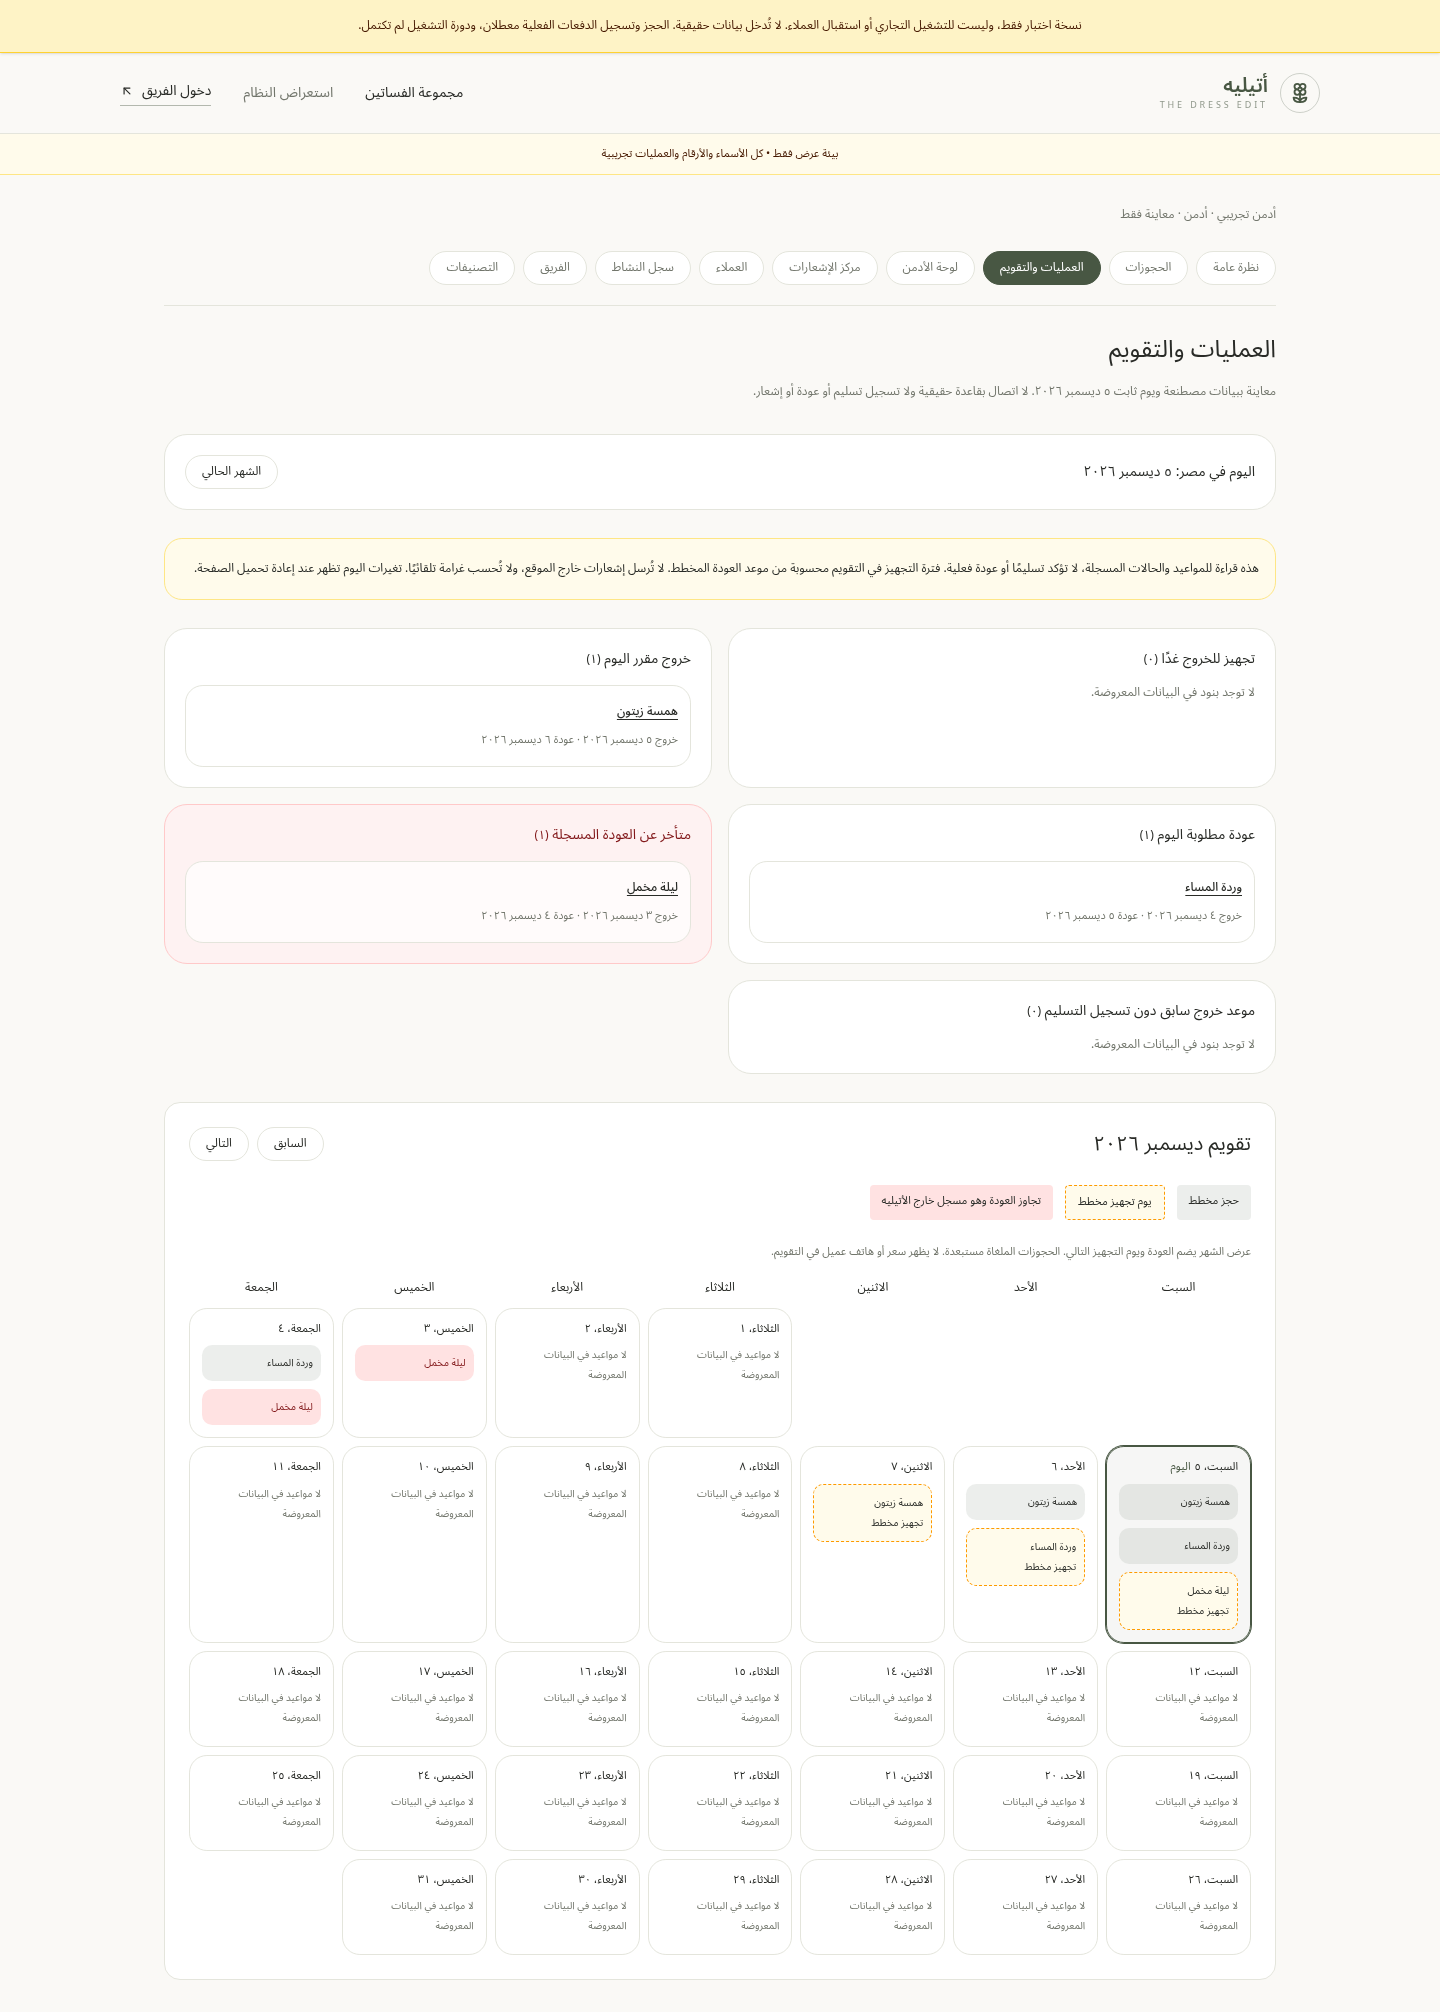 نسخة اختبار فقط، وليست للتشغيل التجاري أو استقبال العملاء. لا تُدخل بيانات حقيقية. الحجز وتسجيل الدفعات الفعلية معطلان، ودورة التشغيل لم تكتمل.
أتيليه
THE DRESS EDIT
مجموعة الفساتين
استعراض النظام
دخول الفريق
بيئة عرض فقط • كل الأسماء والأرقام والعمليات تجريبية
أدمن تجريبي · أدمن · معاينة فقط
نظرة عامة
الحجوزات
العمليات والتقويم
لوحة الأدمن
مركز الإشعارات
العملاء
سجل النشاط
الفريق
التصنيفات
العمليات والتقويم
معاينة ببيانات مصطنعة ويوم ثابت ٥ ديسمبر ٢٠٢٦. لا اتصال بقاعدة حقيقية ولا تسجيل تسليم أو عودة أو إشعار.
اليوم في مصر: ٥ ديسمبر ٢٠٢٦
الشهر الحالي
هذه قراءة للمواعيد والحالات المسجلة، لا تؤكد تسليمًا أو عودة فعلية. فترة التجهيز في التقويم محسوبة من موعد العودة المخطط. لا تُرسل إشعارات خارج الموقع، ولا تُحسب غرامة تلقائيًا. تغيرات اليوم تظهر عند إعادة تحميل الصفحة.
تجهيز للخروج غدًا (٠)
لا توجد بنود في البيانات المعروضة.
خروج مقرر اليوم (١)
همسة زيتون
خروج ٥ ديسمبر ٢٠٢٦ · عودة ٦ ديسمبر ٢٠٢٦
عودة مطلوبة اليوم (١)
وردة المساء
خروج ٤ ديسمبر ٢٠٢٦ · عودة ٥ ديسمبر ٢٠٢٦
متأخر عن العودة المسجلة (١)
ليلة مخمل
خروج ٣ ديسمبر ٢٠٢٦ · عودة ٤ ديسمبر ٢٠٢٦
موعد خروج سابق دون تسجيل التسليم (٠)
لا توجد بنود في البيانات المعروضة.
تقويم ديسمبر ٢٠٢٦
السابق
التالي
حجز مخطط
يوم تجهيز مخطط
تجاوز العودة وهو مسجل خارج الأتيليه
عرض الشهر يضم العودة ويوم التجهيز التالي. الحجوزات الملغاة مستبعدة. لا يظهر سعر أو هاتف عميل في التقويم.
السبت
الأحد
الاثنين
الثلاثاء
الأربعاء
الخميس
الجمعة
الثلاثاء، ١
لا مواعيد في البيانات
المعروضة
الأربعاء، ٢
لا مواعيد في البيانات
المعروضة
الخميس، ٣
ليلة مخمل
الجمعة، ٤
وردة المساء
ليلة مخمل
السبت، ٥ اليوم
همسة زيتون
وردة المساء
ليلة مخمل
تجهيز مخطط
الأحد، ٦
همسة زيتون
وردة المساء
تجهيز مخطط
الاثنين، ٧
همسة زيتون
تجهيز مخطط
الثلاثاء، ٨
لا مواعيد في البيانات
المعروضة
الأربعاء، ٩
لا مواعيد في البيانات
المعروضة
الخميس، ١٠
لا مواعيد في البيانات
المعروضة
الجمعة، ١١
لا مواعيد في البيانات
المعروضة
السبت، ١٢
لا مواعيد في البيانات
المعروضة
الأحد، ١٣
لا مواعيد في البيانات
المعروضة
الاثنين، ١٤
لا مواعيد في البيانات
المعروضة
الثلاثاء، ١٥
لا مواعيد في البيانات
المعروضة
الأربعاء، ١٦
لا مواعيد في البيانات
المعروضة
الخميس، ١٧
لا مواعيد في البيانات
المعروضة
الجمعة، ١٨
لا مواعيد في البيانات
المعروضة
السبت، ١٩
لا مواعيد في البيانات
المعروضة
الأحد، ٢٠
لا مواعيد في البيانات
المعروضة
الاثنين، ٢١
لا مواعيد في البيانات
المعروضة
الثلاثاء، ٢٢
لا مواعيد في البيانات
المعروضة
الأربعاء، ٢٣
لا مواعيد في البيانات
المعروضة
الخميس، ٢٤
لا مواعيد في البيانات
المعروضة
الجمعة، ٢٥
لا مواعيد في البيانات
المعروضة
السبت، ٢٦
لا مواعيد في البيانات
المعروضة
الأحد، ٢٧
لا مواعيد في البيانات
المعروضة
الاثنين، ٢٨
لا مواعيد في البيانات
المعروضة
الثلاثاء، ٢٩
لا مواعيد في البيانات
المعروضة
الأربعاء، ٣٠
لا مواعيد في البيانات
المعروضة
الخميس، ٣١
لا مواعيد في البيانات
المعروضة